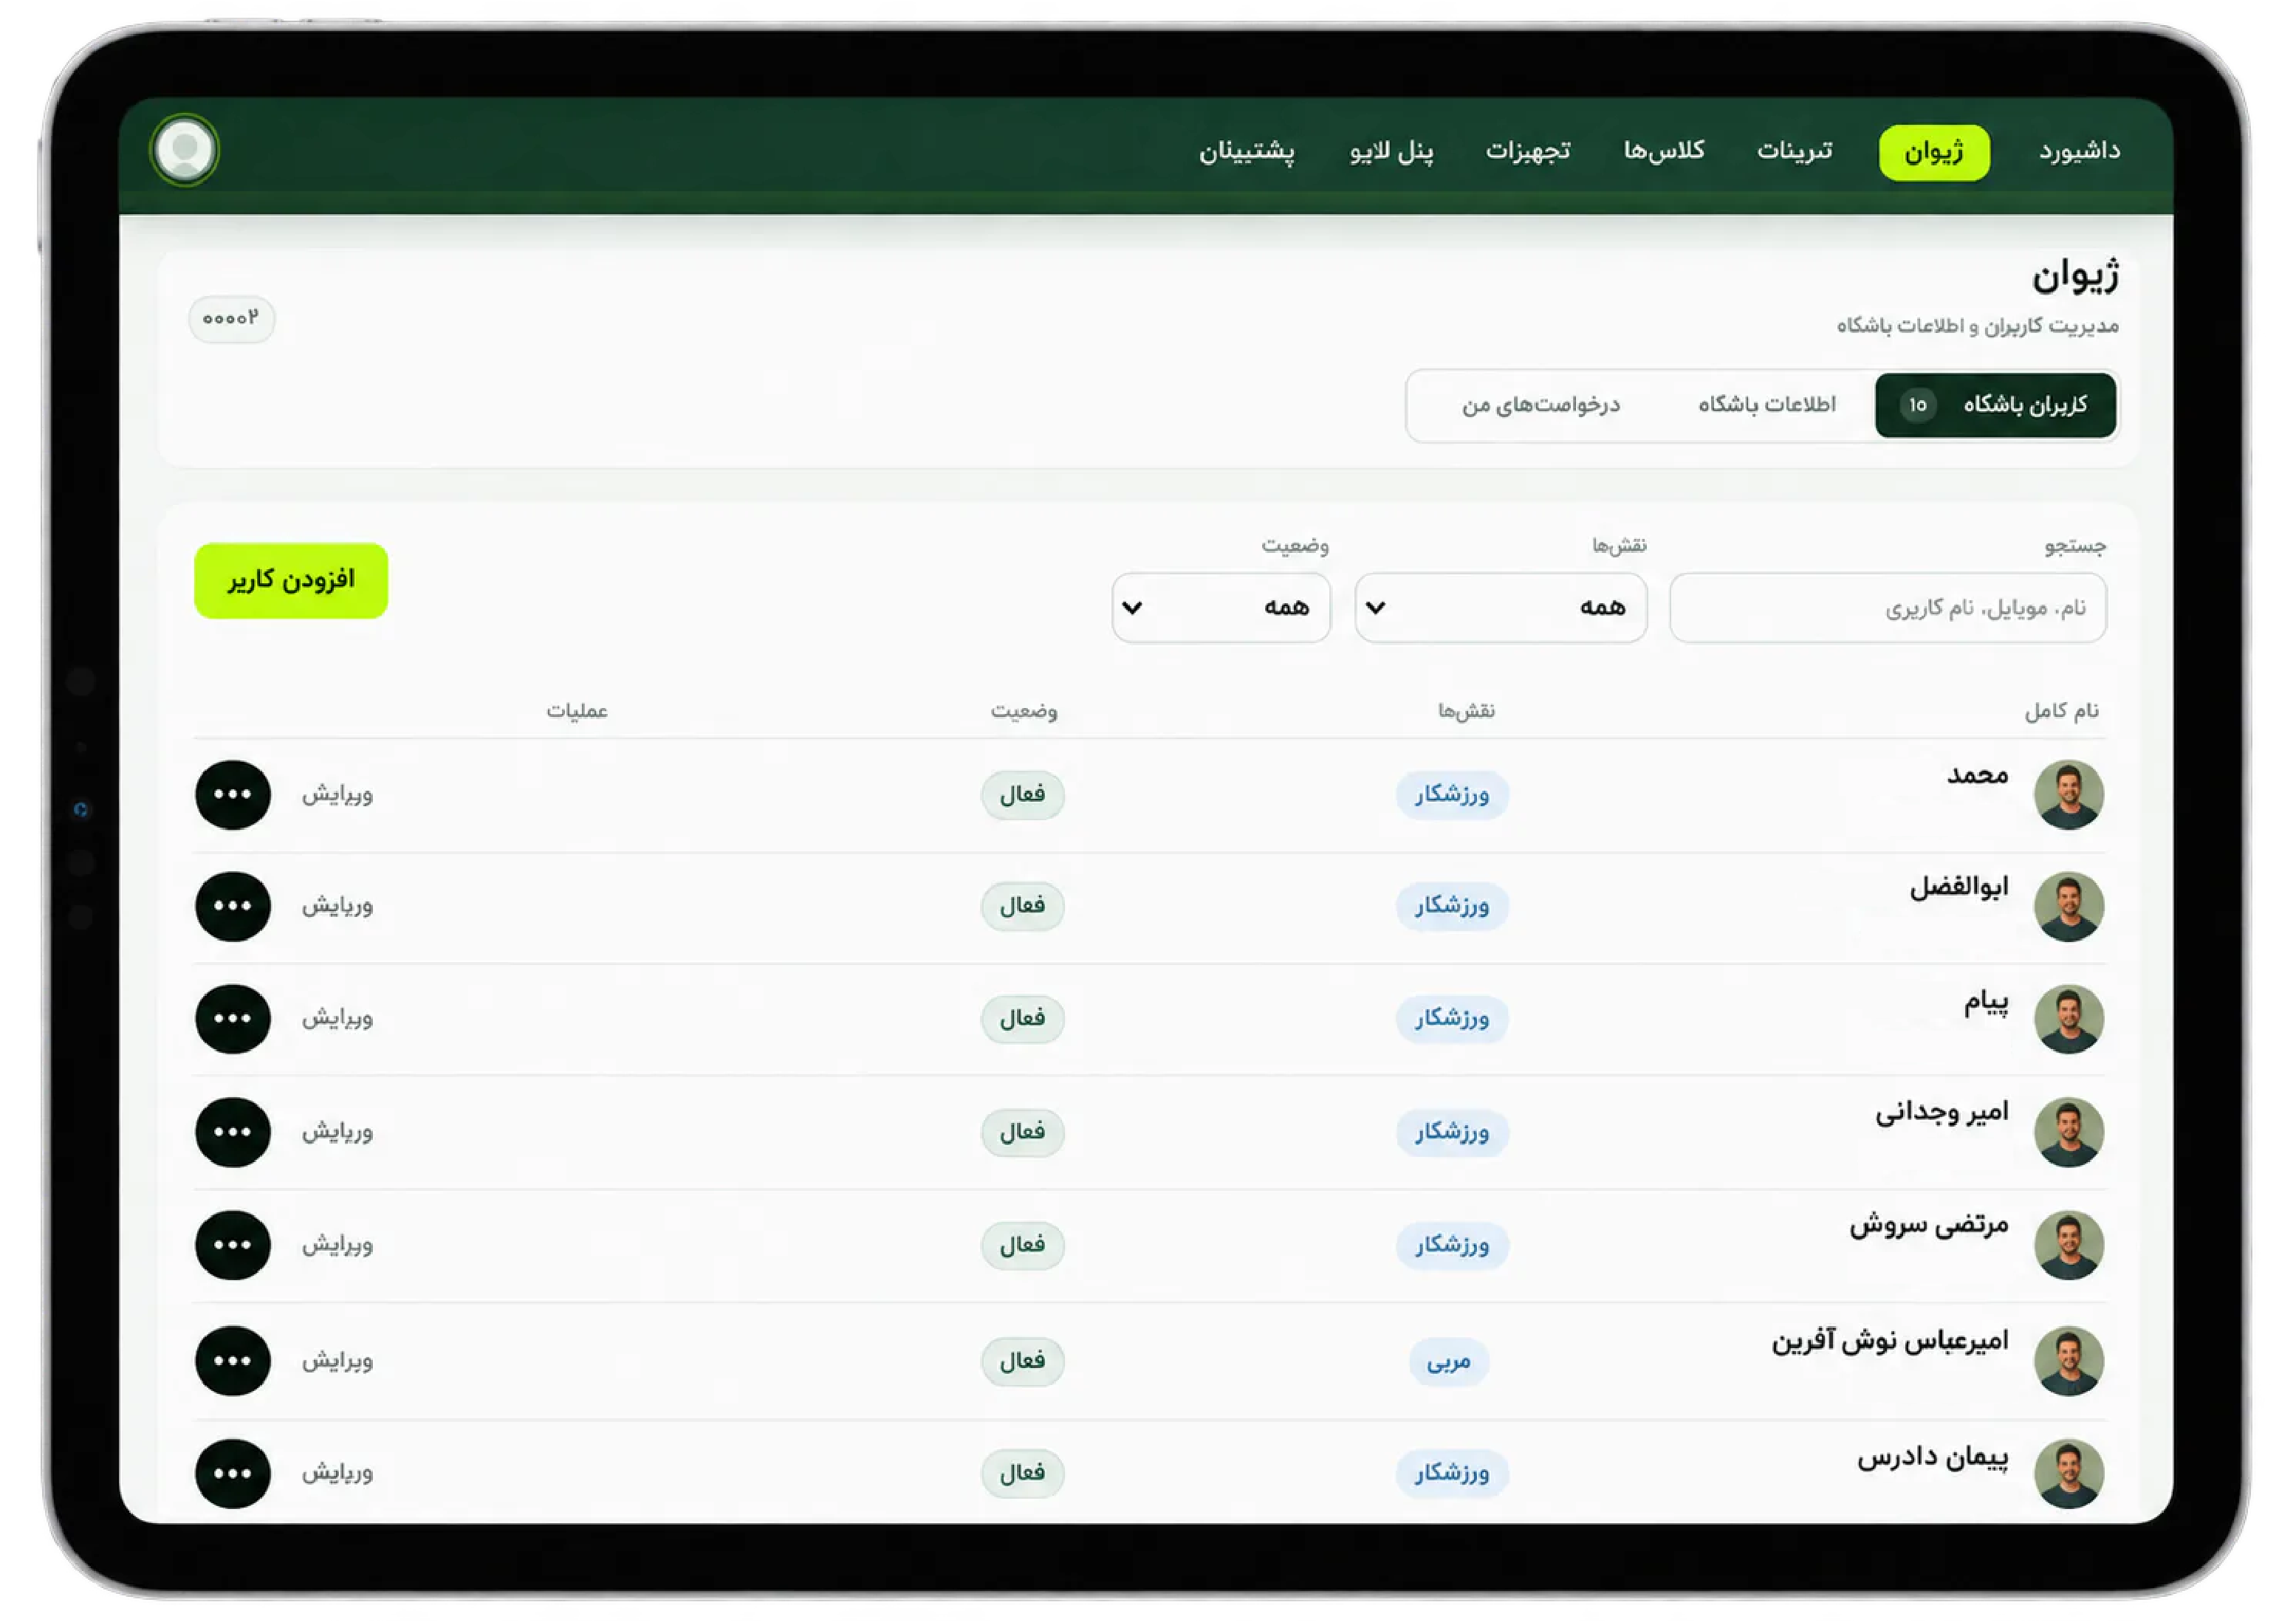 داشبورد ژیوان تمرینات کلاس‌ها تجهیزات پنل لایو پشتیبانان
ژیوان
مدیریت کاربران و اطلاعات باشگاه
۰۰۰۰۲
کاربران باشگاه ۱۰ اطلاعات باشگاه درخواست‌های من
جستجو نقش‌ها وضعیت
نام، موبایل، نام کاربری همه همه
افزودن کاربر
نام کامل نقش‌ها وضعیت عملیات
محمد ورزشکار فعال ویرایش
ابوالفضل ورزشکار فعال ویرایش
پیام ورزشکار فعال ویرایش
امیر وجدانی ورزشکار فعال ویرایش
مرتضی سروش ورزشکار فعال ویرایش
امیرعباس نوش آفرین مربی فعال ویرایش
پیمان دادرس ورزشکار فعال ویرایش